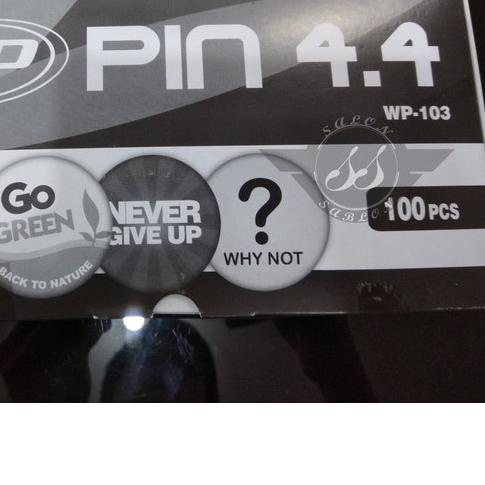 PIN 4.4
WP-103
SALON
SS
SABLON
100 PCS
Go
GREEN
BACK TO NATURE
NEVER
GIVE UP
?
WHY NOT